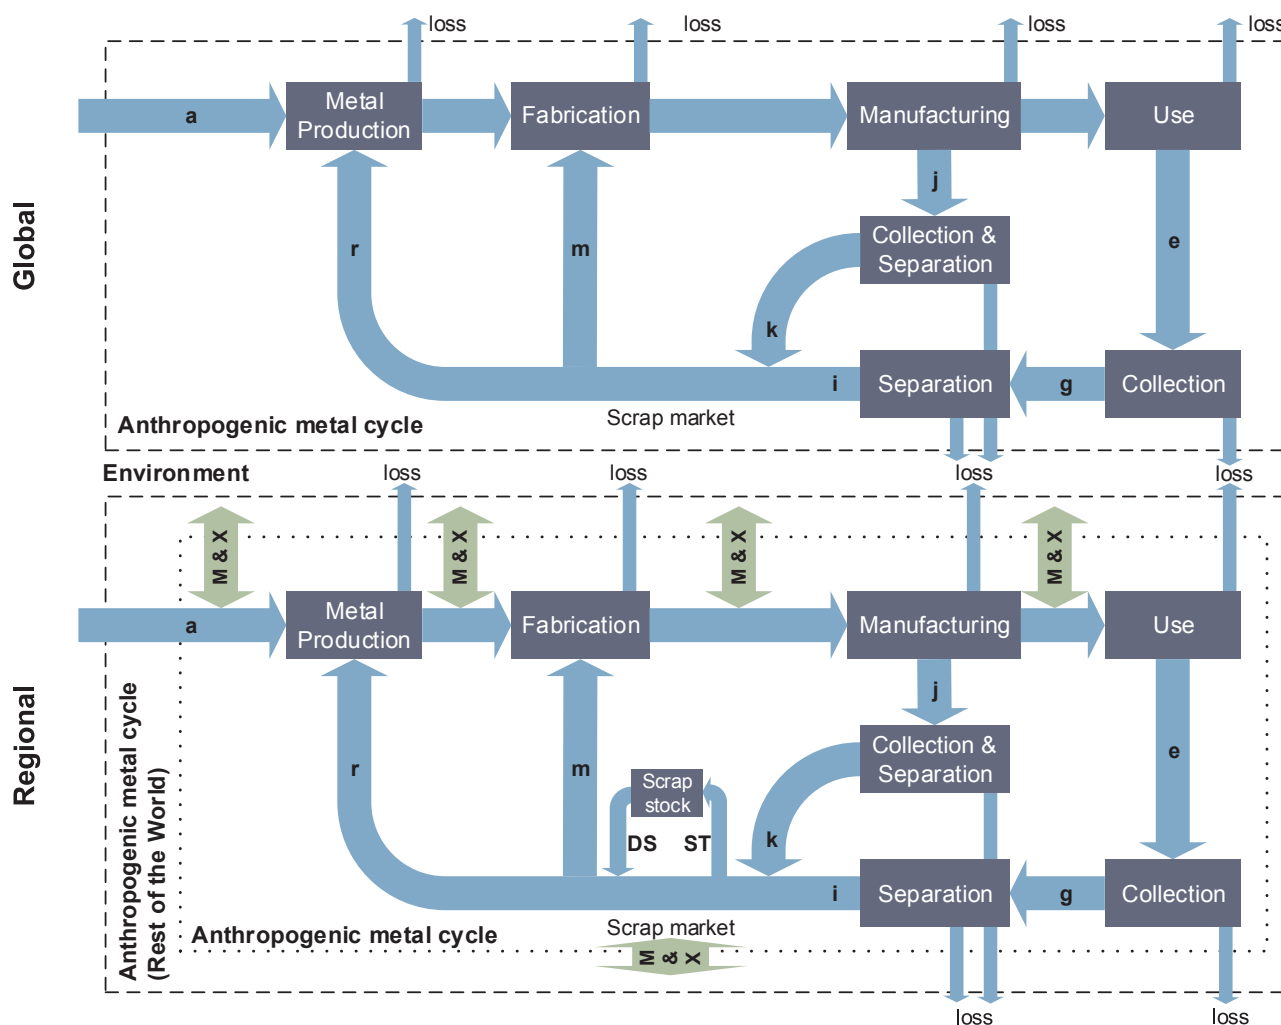 loss
loss
loss
loss
Global
a
Metal
Production
Fabrication
Manufacturing
Use
j
r
m
Collection &
Separation
e
k
i
Separation
g
Collection
Scrap market
Anthropogenic metal cycle
Environment
loss
loss
loss
loss
Regional
Anthropogenic metal cycle
(Rest of the World)
M & X
M & X
M & X
M & X
a
Metal
Production
Fabrication
Manufacturing
Use
j
r
m
Collection &
Separation
e
Scrap
stock
DS
ST
k
i
Separation
g
Collection
Scrap market
Anthropogenic metal cycle
M & X
loss
loss